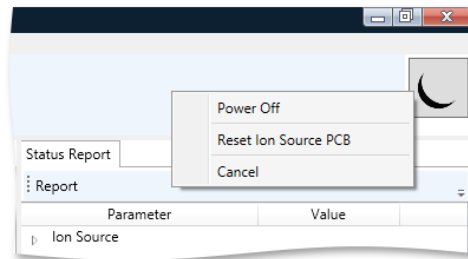 Power Off
Reset Ion Source PCB
Cancel
Status Report
Report
Parameter Value
Ion Source